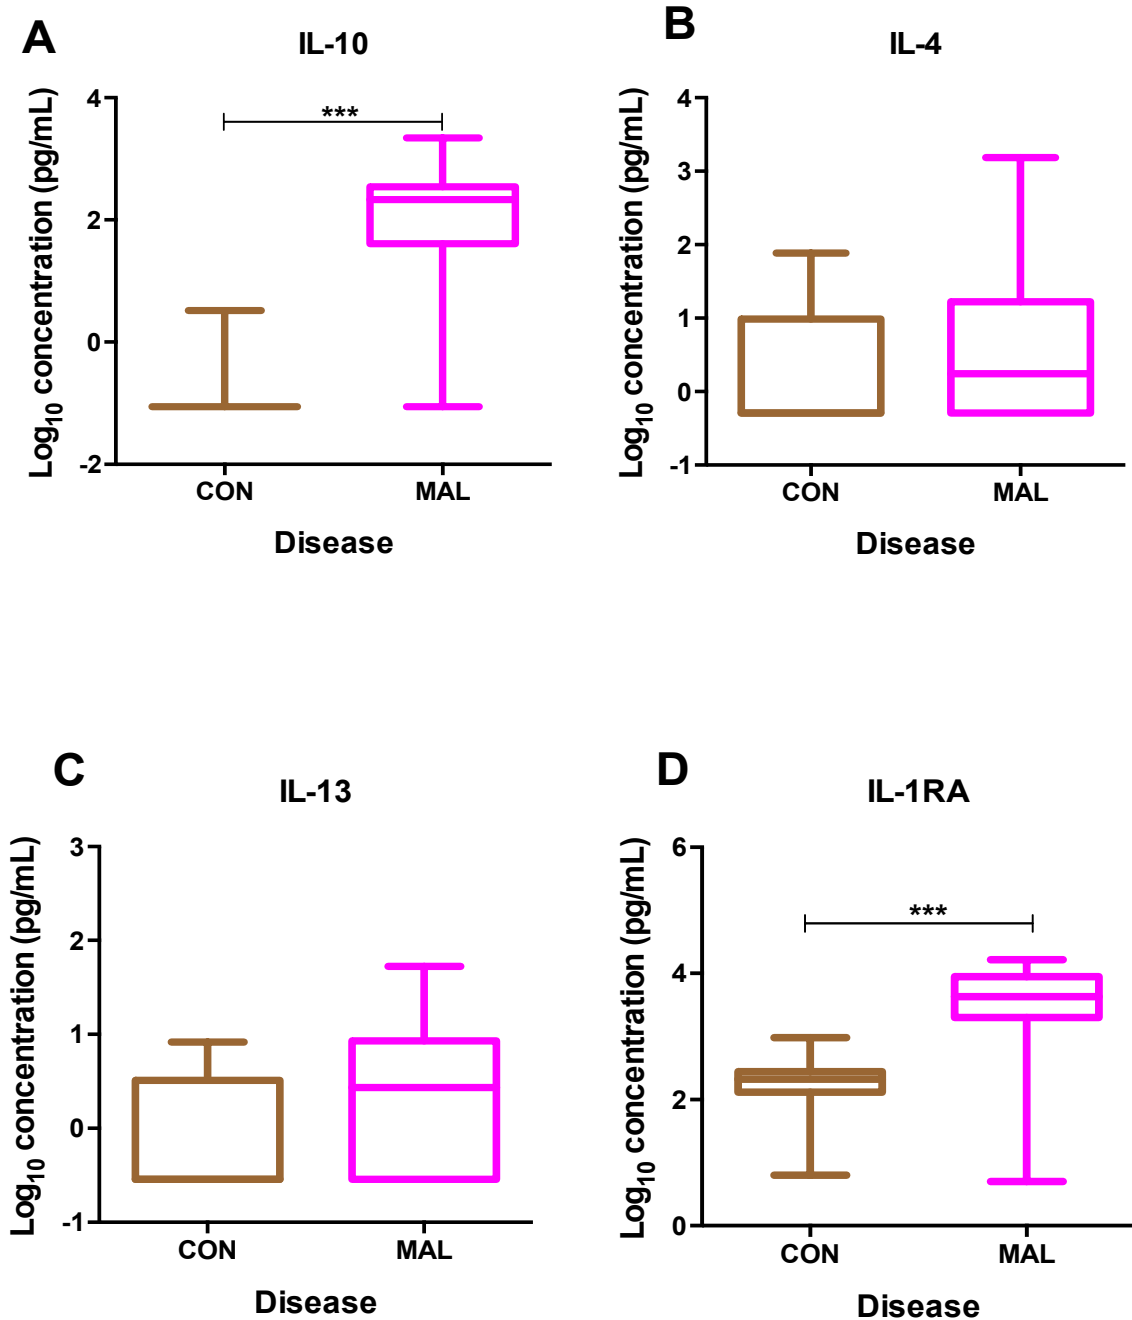 A
IL-10
Log10 concentration (pg/mL)
4
2
0
-2
***
CON
MAL
Disease
B
IL-4
Log10 concentration (pg/mL)
4
3
2
1
0
-1
CON
MAL
Disease
C
IL-13
Log10 concentration (pg/mL)
3
2
1
0
-1
CON
MAL
Disease
D
IL-1RA
Log10 concentration (pg/mL)
6
4
2
0
***
CON
MAL
Disease